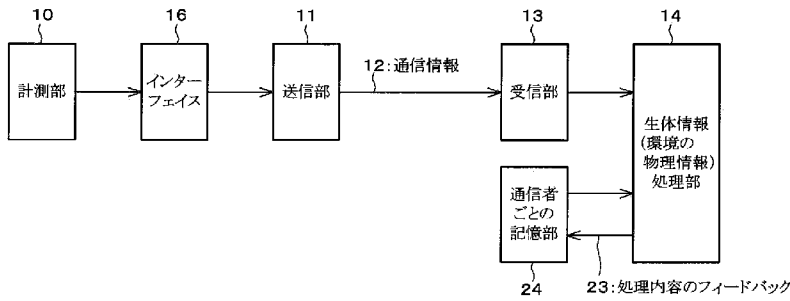 10
16
11
13
14
計測部
インター
フェイス
送信部
12:通信情報
受信部
生体情報
(環境の
物理情報)
処理部
通信者
ごとの
記憶部
24
23:処理内容のフィードバック